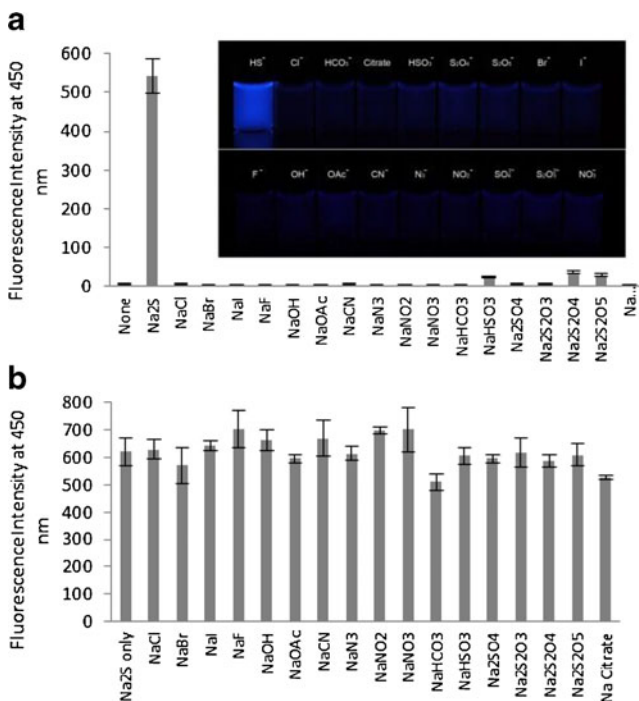 a
Fluorescence Intensity at 450
nm
600
500
400
300
200
100
0
HS⁻ Cl⁻ HCO₃⁻ Citrate HSO₃⁻ S₂O₄⁼ S₂O₅⁼ Br⁻ I⁻
F⁻ OH⁻ OAc⁻ CN⁻ N₃⁻ NO₂⁻ SO₄⁼ S₂O₃⁼ NO₃⁻
None
Na2S
NaCl
NaBr
NaI
NaF
NaOH
NaOAc
NaCN
NaN3
NaNO2
NaNO3
NaHCO3
NaHSO3
Na2SO4
Na2S2O3
Na2S2O4
Na2S2O5
Na...
b
Fluorescence Intensity at 450
nm
800
700
600
500
400
300
200
100
0
Na2S only
NaCl
NaBr
NaI
NaF
NaOH
NaOAc
NaCN
NaN3
NaNO2
NaNO3
NaHCO3
NaHSO3
Na2SO4
Na2S2O3
Na2S2O4
Na2S2O5
Na Citrate